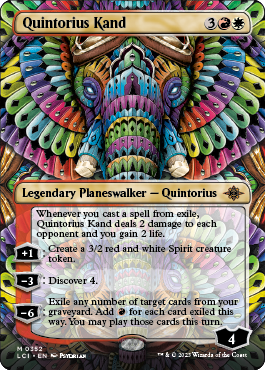 Quintorius Kand 3
Legendary Planeswalker — Quintorius
Whenever you cast a spell from exile,
Quintorius Kand deals 2 damage to each
opponent and you gain 2 life.
+1: Create a 3/2 red and white Spirit creature
token.
−3: Discover 4.
Exile any number of target cards from your
−6: graveyard. Add for each card exiled this
way. You may play those cards this turn.
4
M 0352
LCI • EN Psydrian
™ & © 2023 Wizards of the Coast